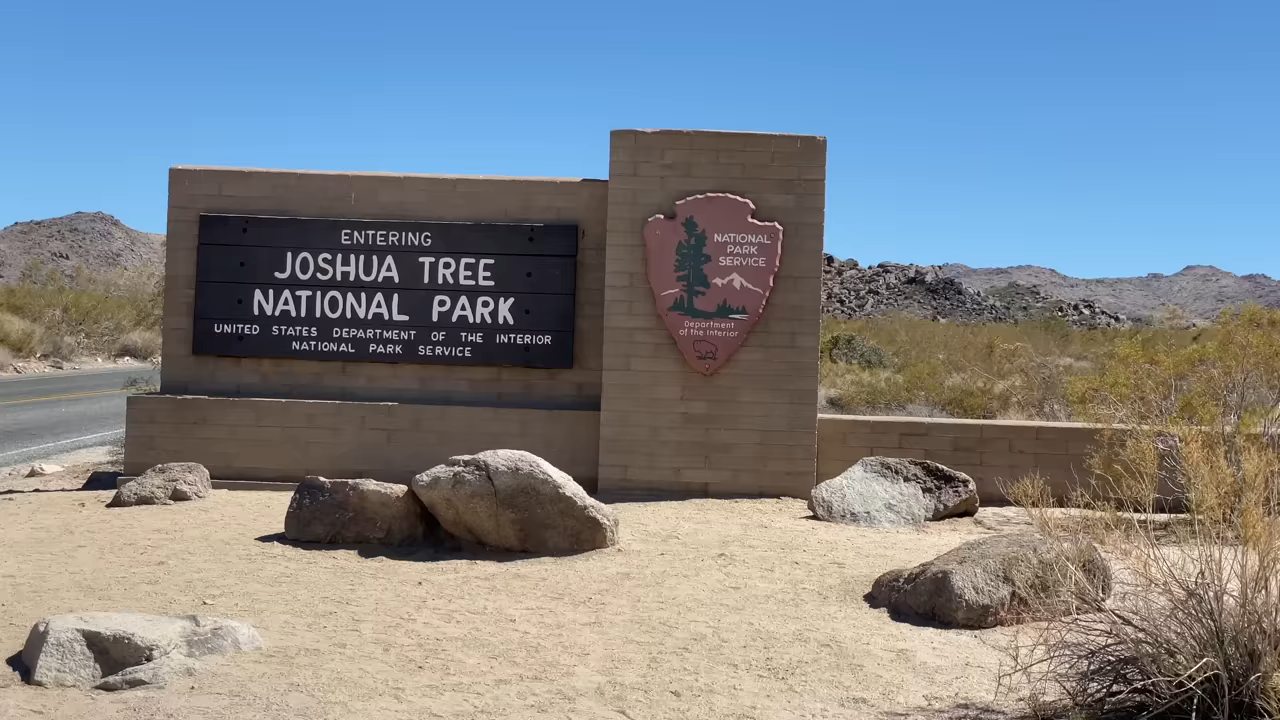 ENTERING
JOSHUA TREE
NATIONAL PARK
UNITED STATES DEPARTMENT OF THE INTERIOR
NATIONAL PARK SERVICE
NATIONAL
PARK
SERVICE
Department
of the Interior